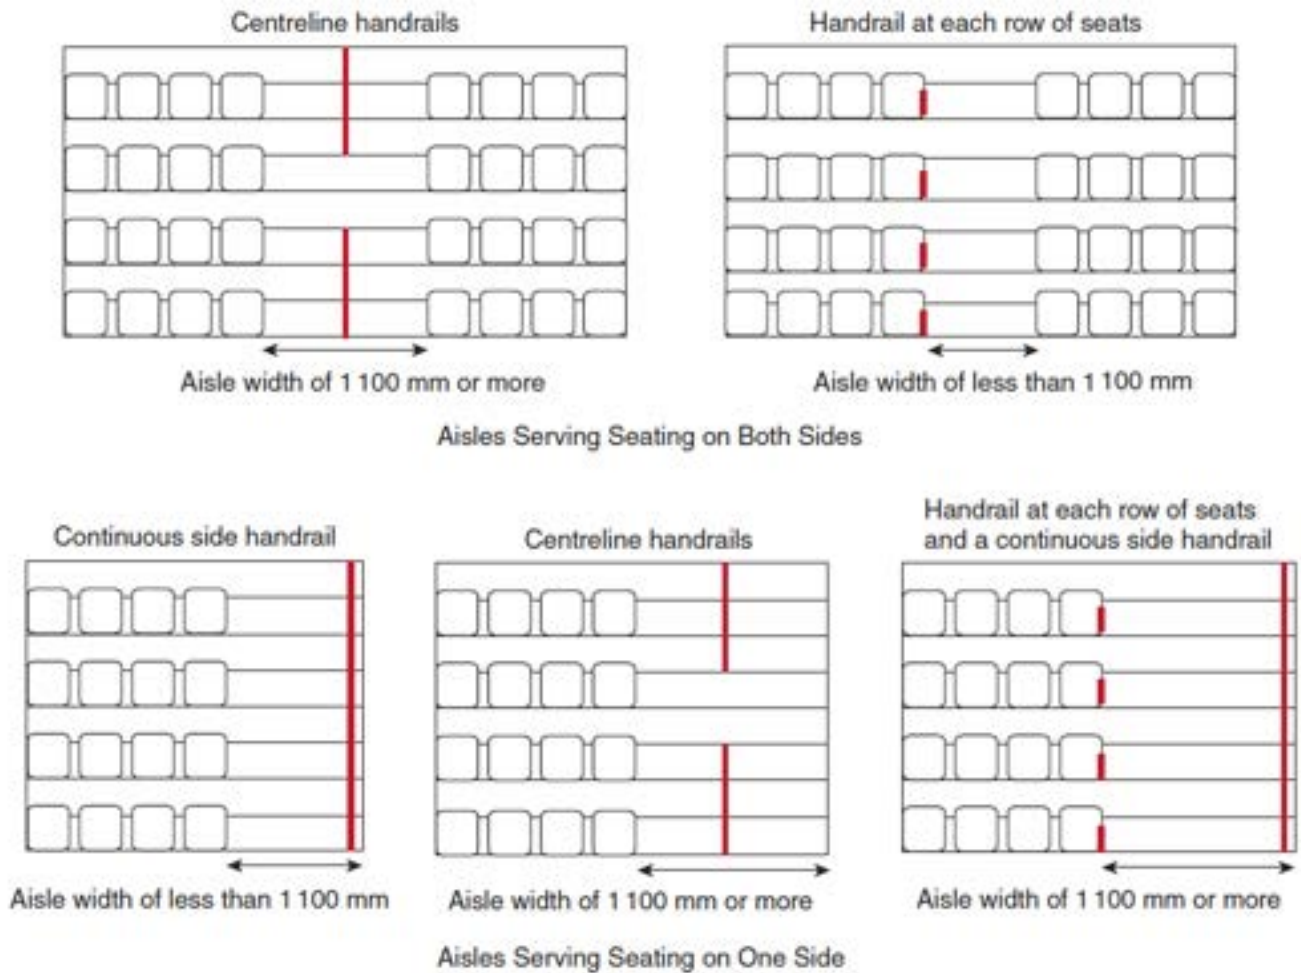 Centreline handrails
Handrail at each row of seats
Aisle width of 1 100 mm or more
Aisle width of less than 1 100 mm
Aisles Serving Seating on Both Sides
Continuous side handrail
Centreline handrails
Handrail at each row of seats
and a continuous side handrail
Aisle width of less than 1 100 mm
Aisle width of 1 100 mm or more
Aisle width of 1 100 mm or more
Aisles Serving Seating on One Side